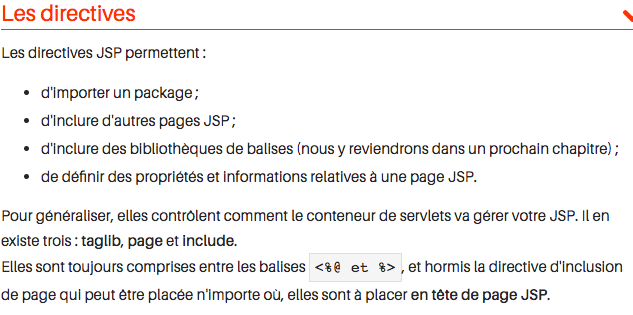 Les directives
Les directives JSP permettent :
• d'importer un package ;
• d'inclure d'autres pages JSP ;
• d'inclure des bibliothèques de balises (nous y reviendrons dans un prochain chapitre) ;
• de définir des propriétés et informations relatives à une page JSP.
Pour généraliser, elles contrôlent comment le conteneur de servlets va gérer votre JSP. Il en
existe trois : taglib, page et include.
Elles sont toujours comprises entre les balises <%@ et %> , et hormis la directive d'inclusion
de page qui peut être placée n'importe où, elles sont à placer en tête de page JSP.